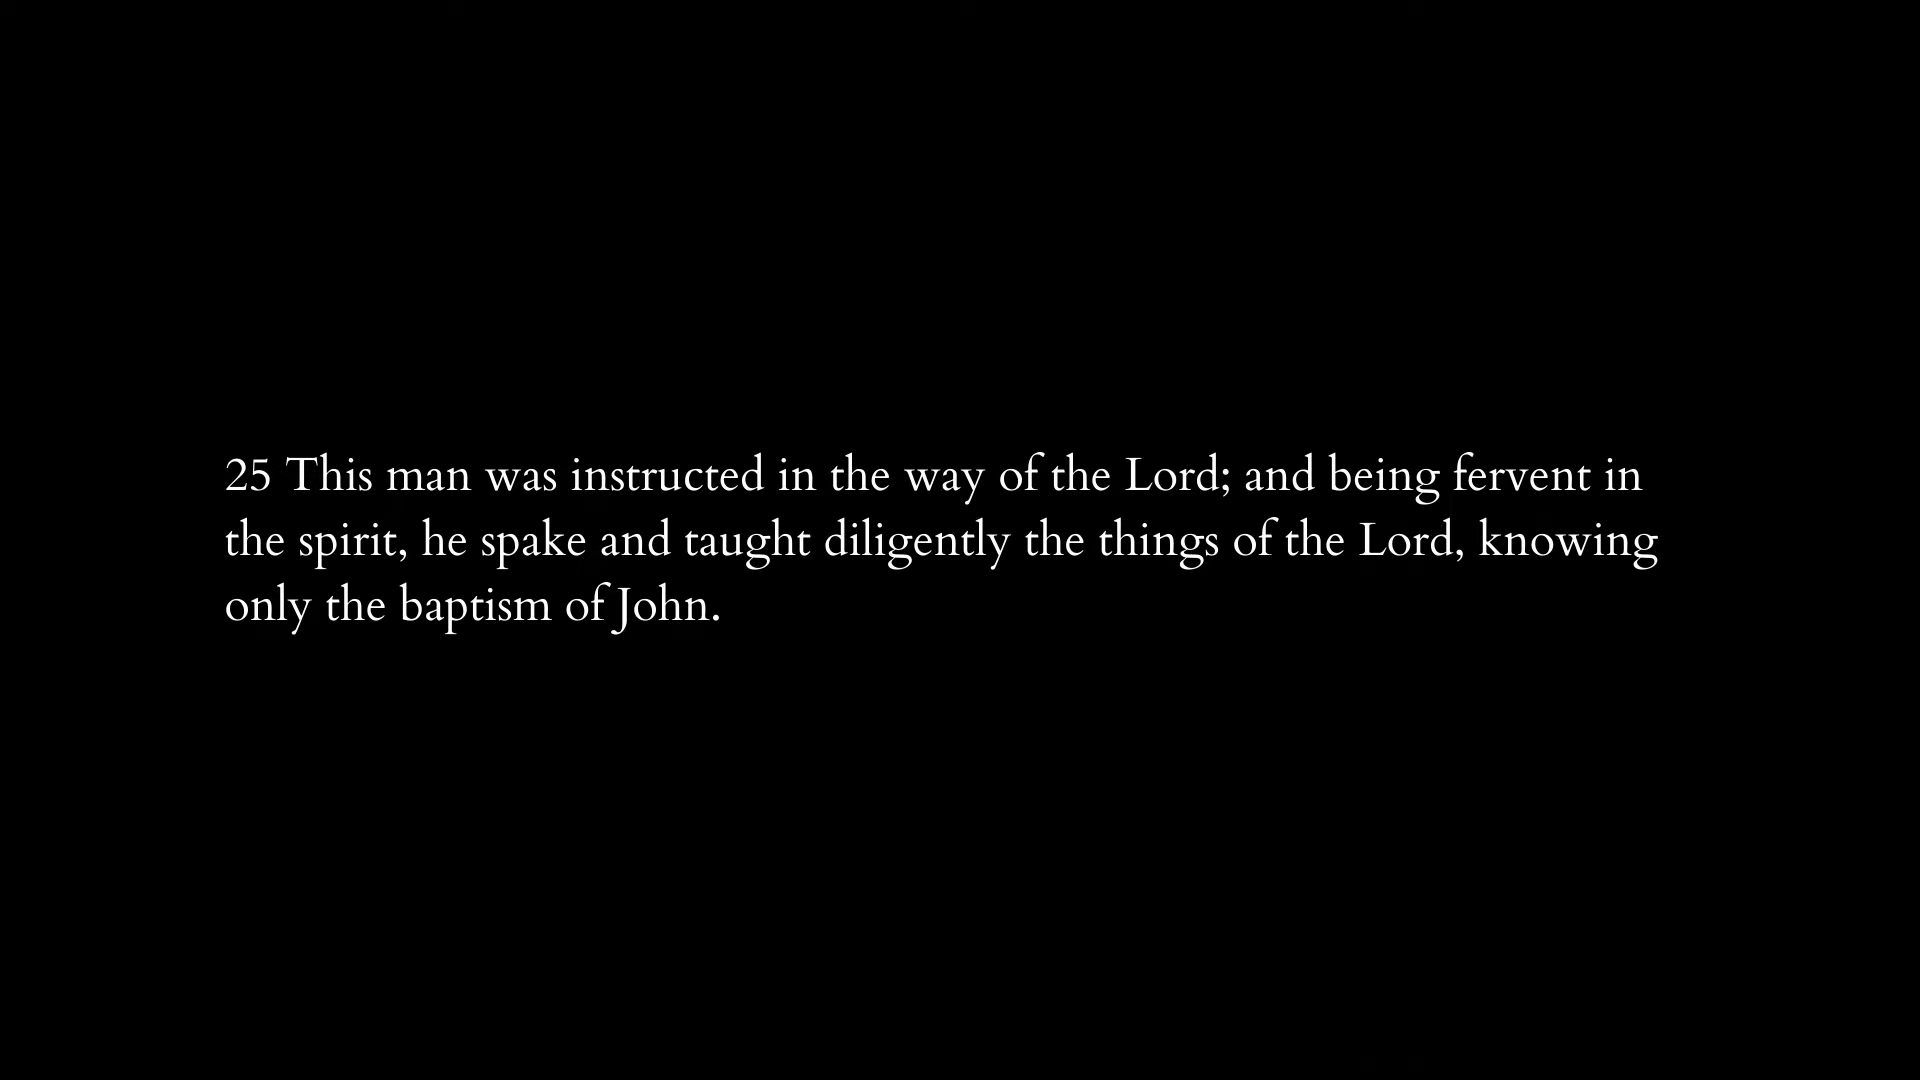 25 This man was instructed in the way of the Lord; and being fervent in
the spirit, he spake and taught diligently the things of the Lord, knowing
only the baptism of John.